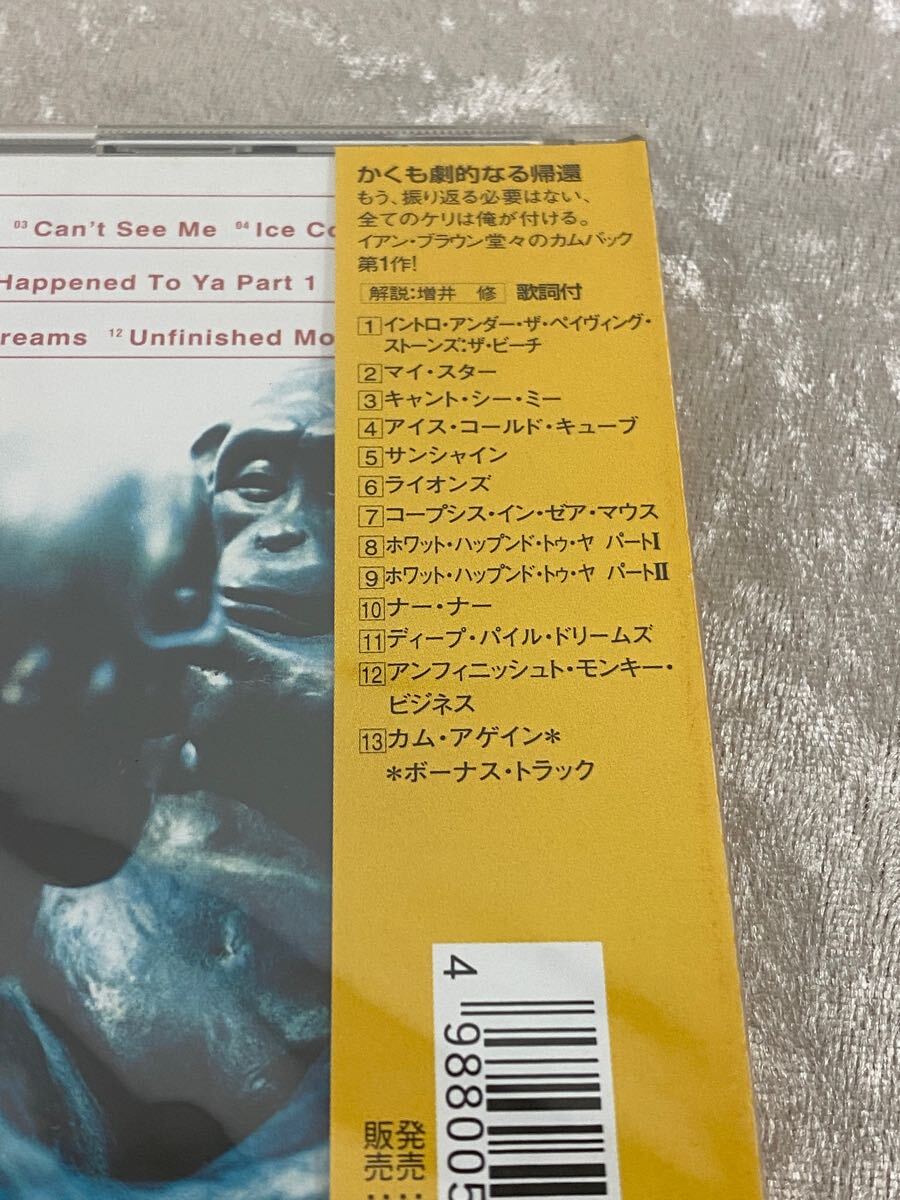 03 Can't See Me 04 Ice Co
Happened To Ya Part 1
reams 12 Unfinished Mo
かくも劇的なる帰還
もう、振り返る必要はない、
全てのケリは俺が付ける。
イアン・ブラウン堂々のカムバック
第1作!
解説:増井 修 歌詞付
1 イントロ・アンダー・ザ・ペイヴィング・
ストーンズ:ザ・ビーチ
2 マイ・スター
3 キャント・シー・ミー
4 アイス・コールド・キューブ
5 サンシャイン
6 ライオンズ
7 コープシス・イン・ゼア・マウス
8 ホワット・ハップンド・トゥ・ヤ パートI
9 ホワット・ハップンド・トゥ・ヤ パートII
10 ナー・ナー
11 ディープ・パイル・ドリームズ
12 アンフィニッシュト・モンキー・
ビジネス
13 カム・アゲイン*
*ボーナス・トラック
4 988005
発売:
販売: